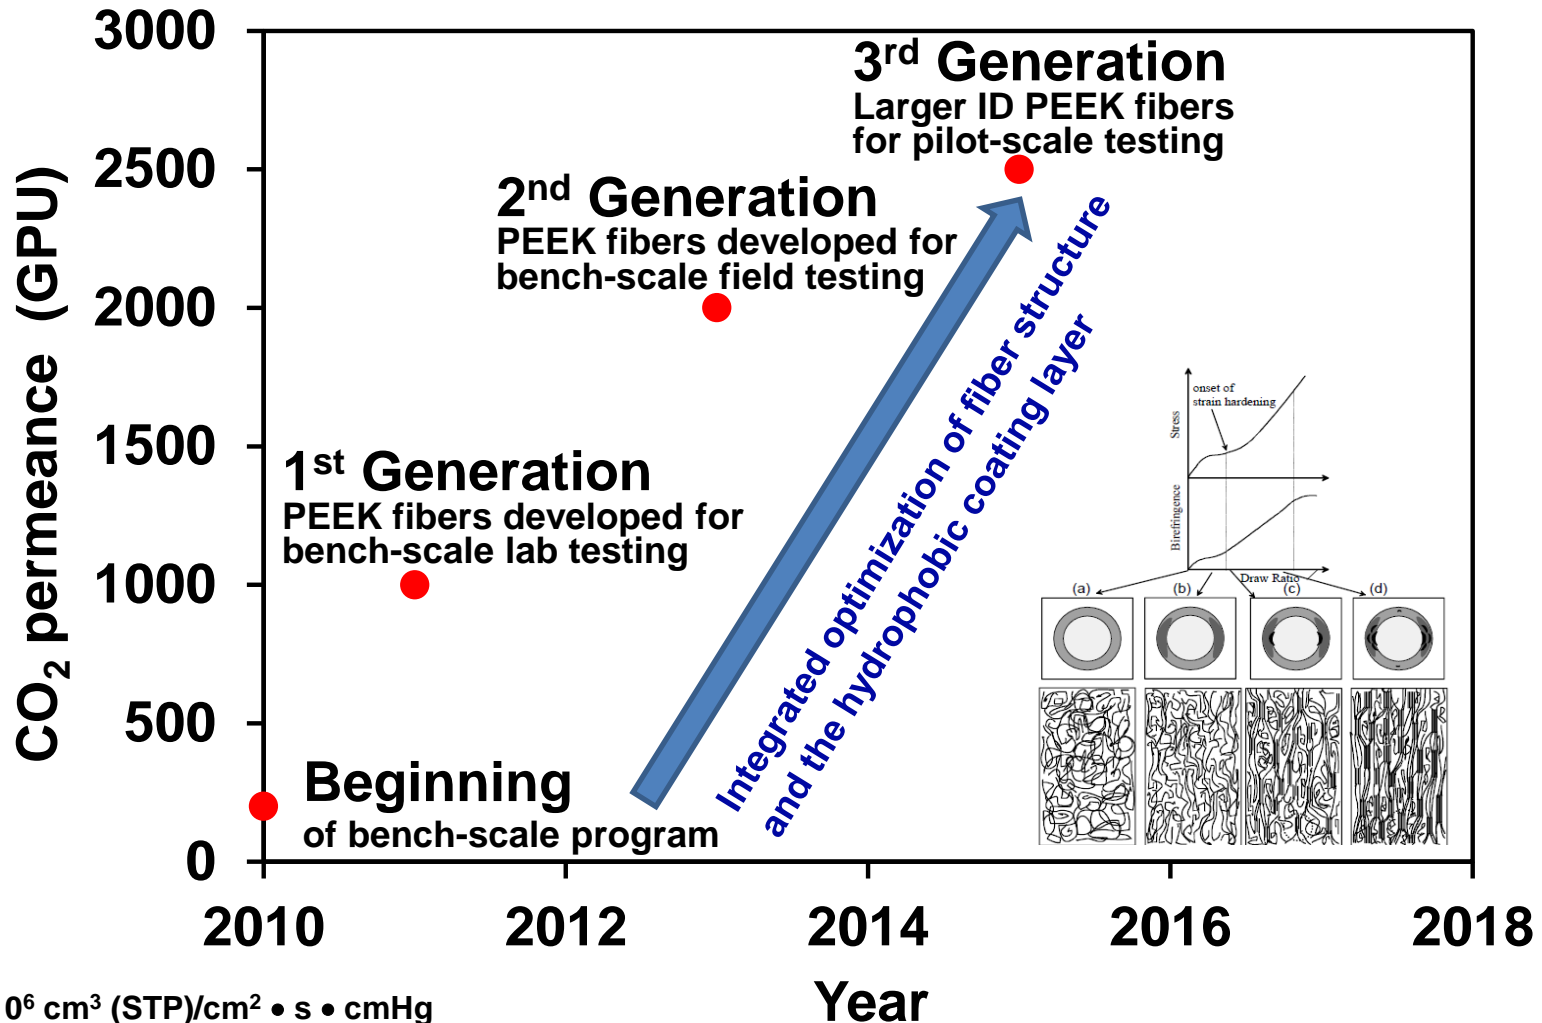 3000
2500
2000
1500
1000
500
0
CO₂ permeance (GPU)
3rd Generation
Larger ID PEEK fibers
for pilot-scale testing
2nd Generation
PEEK fibers developed for
bench-scale field testing
1st Generation
PEEK fibers developed for
bench-scale lab testing
Beginning
of bench-scale program
Integrated optimization of fiber structure
and the hydrophobic coating layer
onset of
strain hardening
Stress
Birefringence
Draw Ratio
(a) (b) (c) (d)
2010 2012 2014 2016 2018
Year
0⁶ cm³ (STP)/cm² • s • cmHg